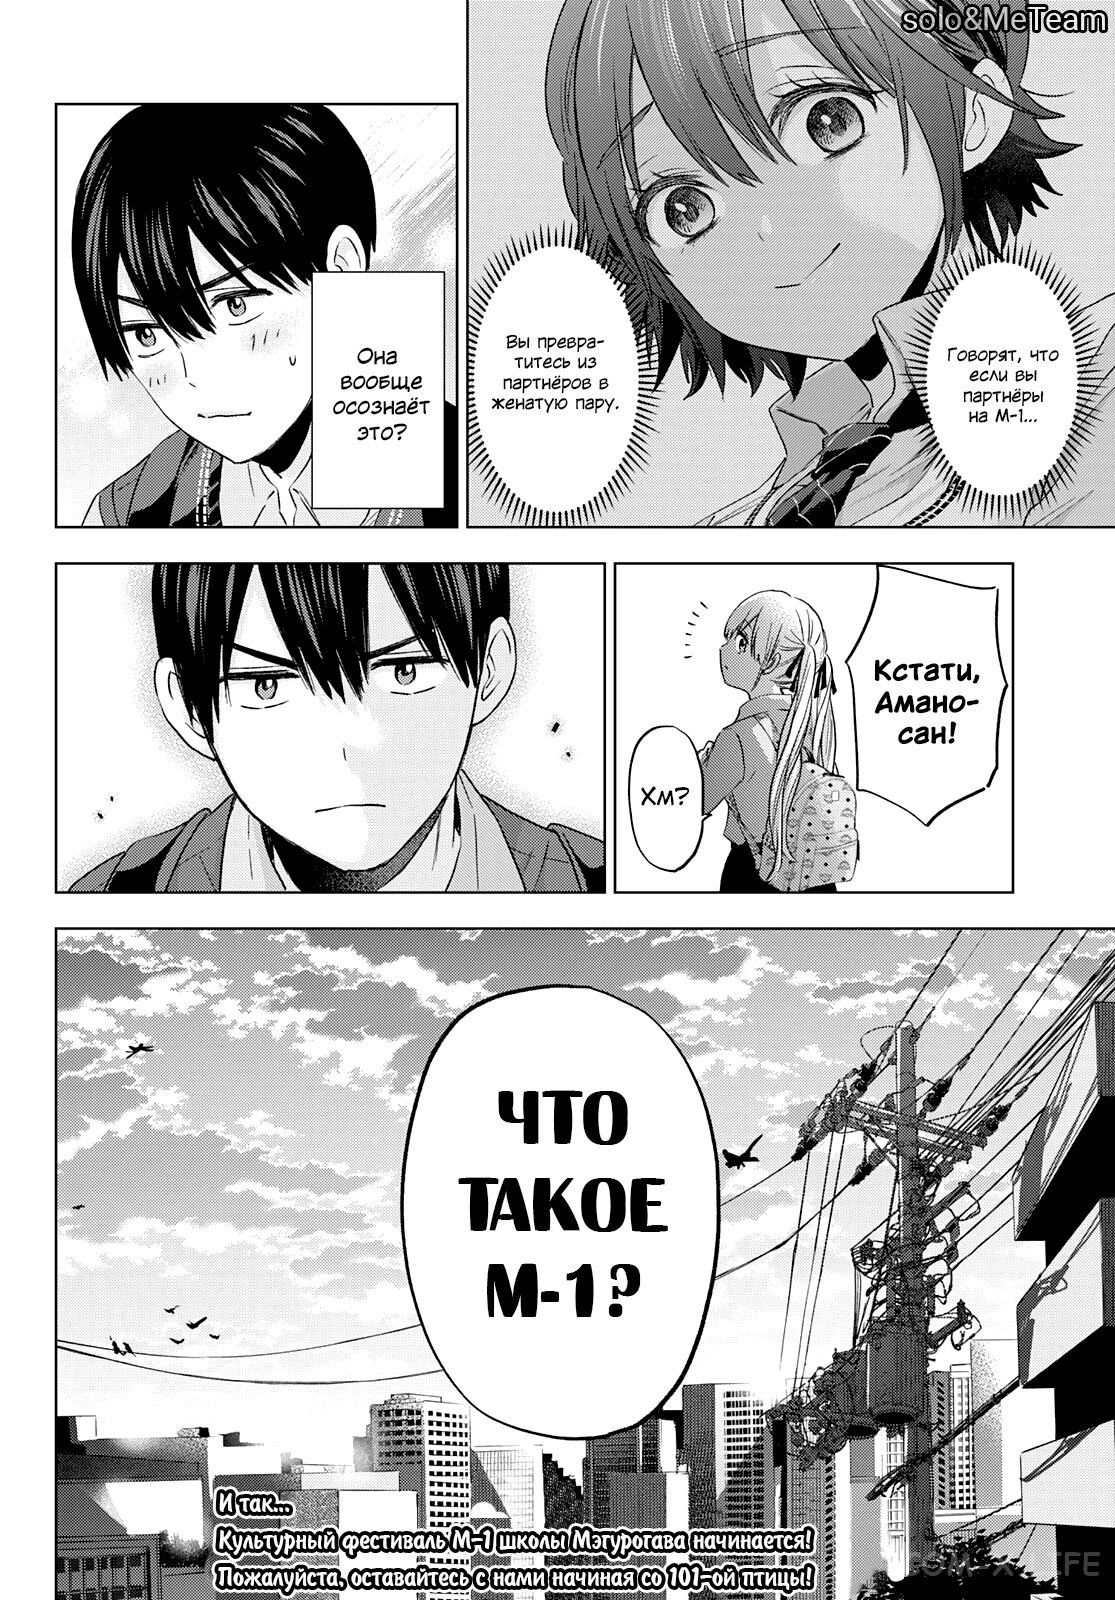 solo&MeTeam
Говорят, что
если вы
партнёры
на М-1...
Вы превра-
титесь из
партнёров в
женатую пару.
Она
вообще
осознаёт
это?
Кстати,
Амано-
сан!
Хм?
ЧТО
ТАКОЕ
М-1?
И так...
Культурный фестиваль М-1 школы Мэгурогава начинается!
Пожалуйста, оставайтесь с нами начиная со 101-ой птицы!